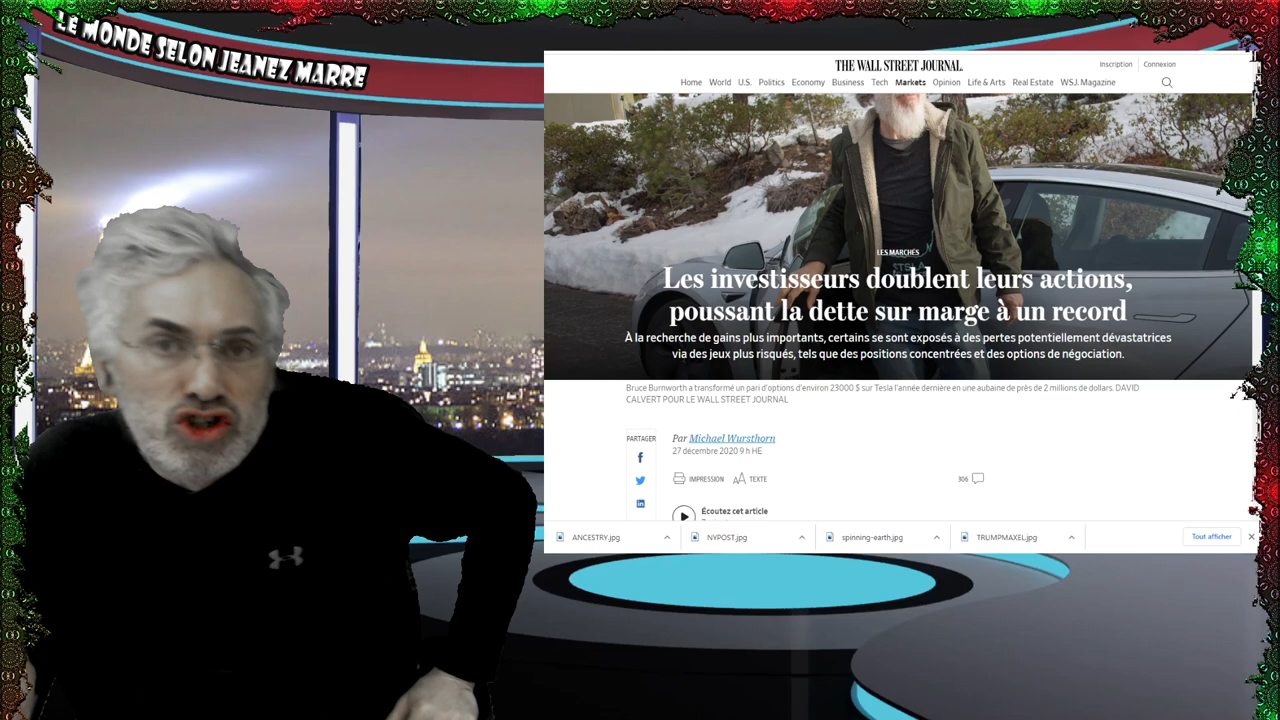 LE MONDE SELON JEANEZ MARRE
THE WALL STREET JOURNAL.
Inscription Connexion
Home World U.S. Politics Economy Business Tech Markets Opinion Life & Arts Real Estate WSJ. Magazine
LES MARCHÉS
Les investisseurs doublent leurs actions,
poussant la dette sur marge à un record
À la recherche de gains plus importants, certains se sont exposés à des pertes potentiellement dévastatrices
via des jeux plus risqués, tels que des positions concentrées et des options de négociation.
Bruce Burnworth a transformé un pari d'options d'environ 23000 $ sur Tesla l'année dernière en une aubaine de près de 2 millions de dollars. DAVID
CALVERT POUR LE WALL STREET JOURNAL
PARTAGER
Par Michael Wursthorn
27 décembre 2020 9 h HE
IMPRESSION AA TEXTE
306
Écoutez cet article
ANCESTRY.jpg
NYPOST.jpg
spinning-earth.jpg
TRUMPMAXEL.jpg
Tout afficher